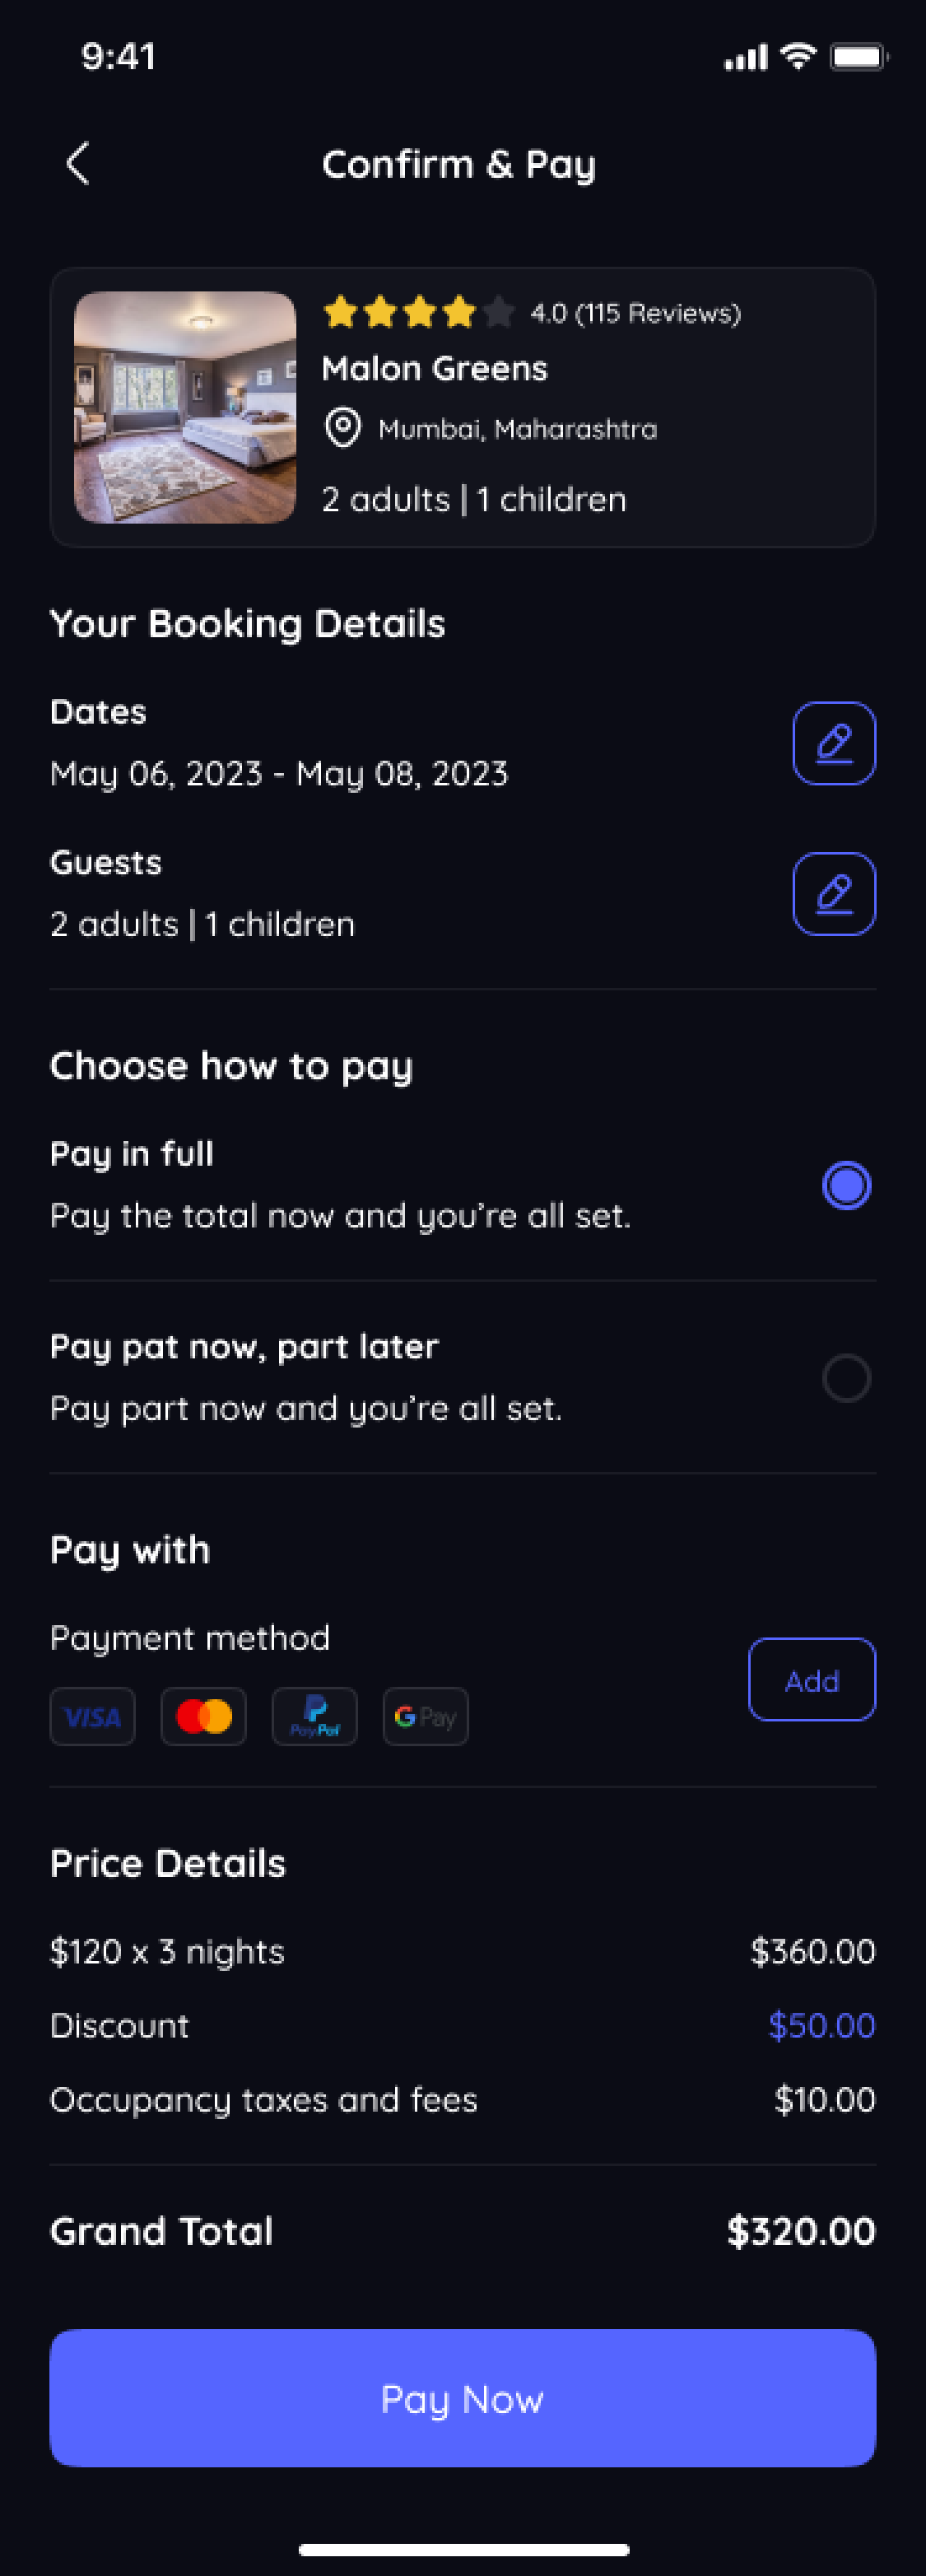 9:41
Confirm & Pay
4.0 (115 Reviews)
Malon Greens
Mumbai, Maharashtra
2 adults | 1 children
Your Booking Details
Dates
May 06, 2023 - May 08, 2023
Guests
2 adults | 1 children
Choose how to pay
Pay in full
Pay the total now and you’re all set.
Pay pat now, part later
Pay part now and you’re all set.
Pay with
Payment method
Add
VISA PayPal G Pay
Price Details
$120 x 3 nights $360.00
Discount $50.00
Occupancy taxes and fees $10.00
Grand Total $320.00
Pay Now